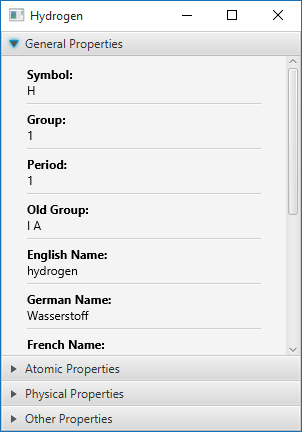 Hydrogen
General Properties
Symbol:
H
Group:
1
Period:
1
Old Group:
I A
English Name:
hydrogen
German Name:
Wasserstoff
French Name:
Atomic Properties
Physical Properties
Other Properties